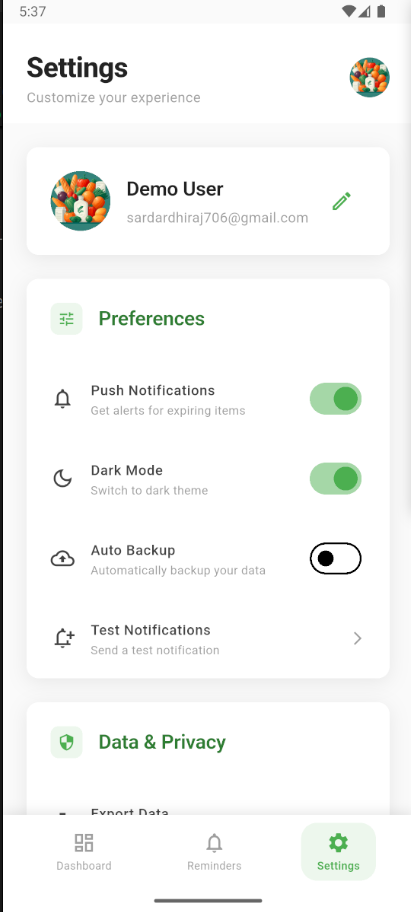 5:37
Settings
Customize your experience
Demo User
sardardhiraj706@gmail.com
Preferences
Push Notifications
Get alerts for expiring items
Dark Mode
Switch to dark theme
Auto Backup
Automatically backup your data
Test Notifications
Send a test notification
Data & Privacy
Export Data
Dashboard
Reminders
Settings